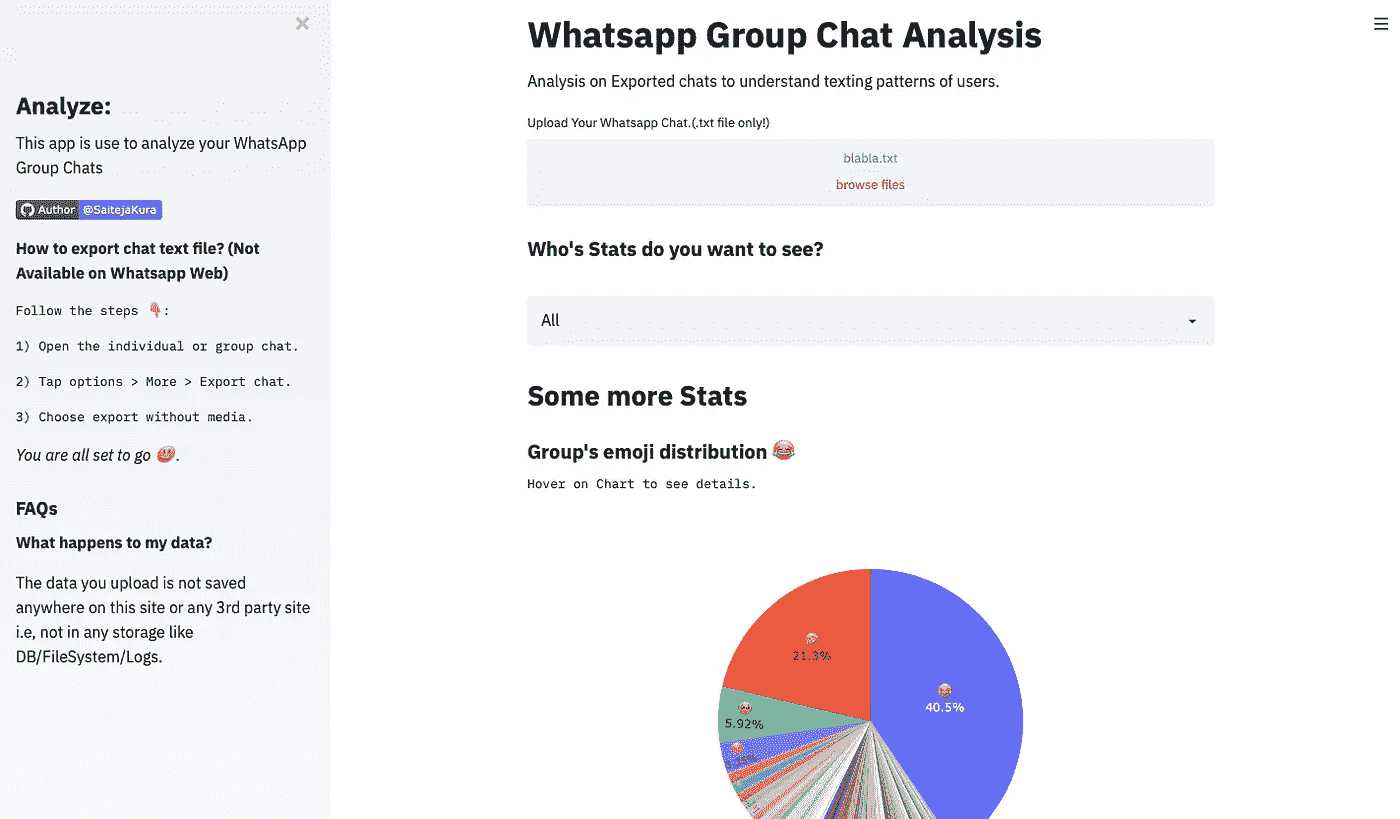 Analyze:
This app is use to analyze your WhatsApp
Group Chats
Author @SaitejaKura
How to export chat text file? (Not
Available on Whatsapp Web)
Follow the steps 👇:
1) Open the individual or group chat.
2) Tap options > More > Export chat.
3) Choose export without media.
You are all set to go 😃.
FAQs
What happens to my data?
The data you upload is not saved
anywhere on this site or any 3rd party site
i.e, not in any storage like
DB/FileSystem/Logs.
Whatsapp Group Chat Analysis
Analysis on Exported chats to understand texting patterns of users.
Upload Your Whatsapp Chat.(.txt file only!)
blabla.txt
browse files
Who's Stats do you want to see?
All
Some more Stats
Group's emoji distribution 😂
Hover on Chart to see details.
21.3%
40.5%
5.92%